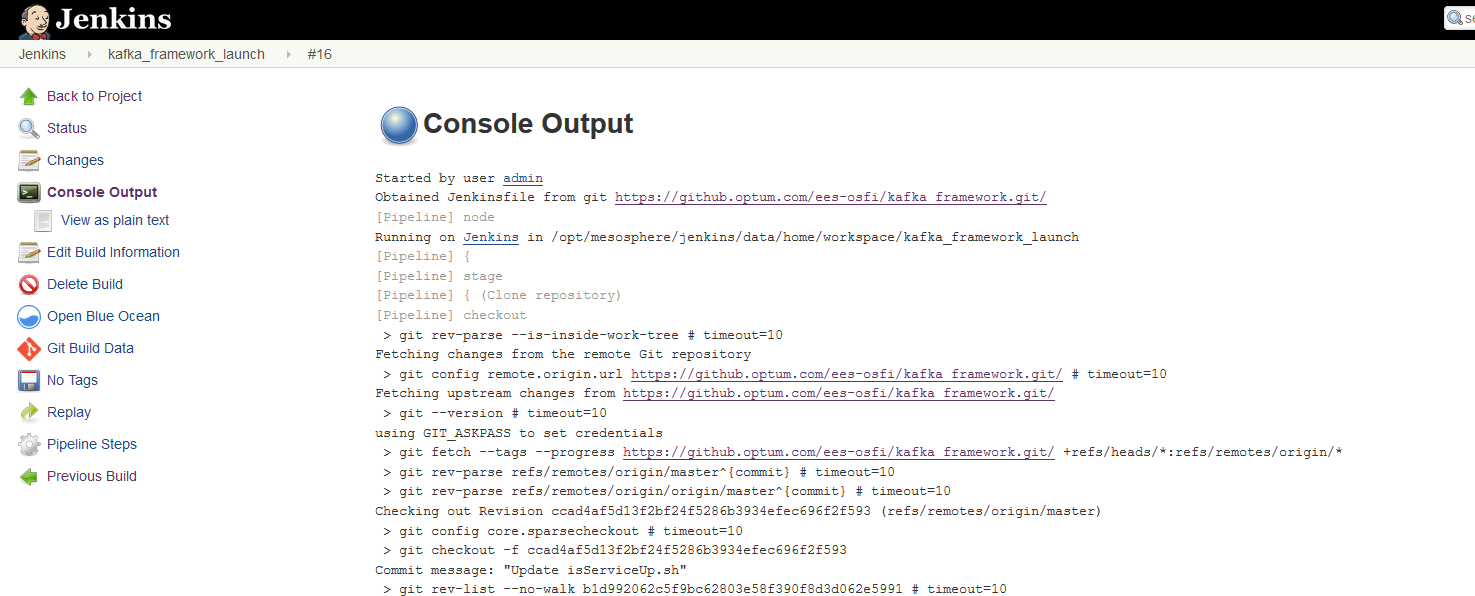 Jenkins
se
Jenkins kafka_framework_launch #16
Back to Project
Status
Changes
Console Output
View as plain text
Edit Build Information
Delete Build
Open Blue Ocean
Git Build Data
No Tags
Replay
Pipeline Steps
Previous Build
Console Output
Started by user admin
Obtained Jenkinsfile from git https://github.optum.com/ees-osfi/kafka_framework.git/
[Pipeline] node
Running on Jenkins in /opt/mesosphere/jenkins/data/home/workspace/kafka_framework_launch
[Pipeline] {
[Pipeline] stage
[Pipeline] { (Clone repository)
[Pipeline] checkout
> git rev-parse --is-inside-work-tree # timeout=10
Fetching changes from the remote Git repository
> git config remote.origin.url https://github.optum.com/ees-osfi/kafka_framework.git/ # timeout=10
Fetching upstream changes from https://github.optum.com/ees-osfi/kafka_framework.git/
> git --version # timeout=10
using GIT_ASKPASS to set credentials
> git fetch --tags --progress https://github.optum.com/ees-osfi/kafka_framework.git/ +refs/heads/*:refs/remotes/origin/*
> git rev-parse refs/remotes/origin/master^{commit} # timeout=10
> git rev-parse refs/remotes/origin/origin/master^{commit} # timeout=10
Checking out Revision ccad4af5d13f2bf24f5286b3934efec696f2f593 (refs/remotes/origin/master)
> git config core.sparsecheckout # timeout=10
> git checkout -f ccad4af5d13f2bf24f5286b3934efec696f2f593
Commit message: "Update isServiceUp.sh"
> git rev-list --no-walk b1d992062c5f9bc62803e58f390f8d3d062e5991 # timeout=10